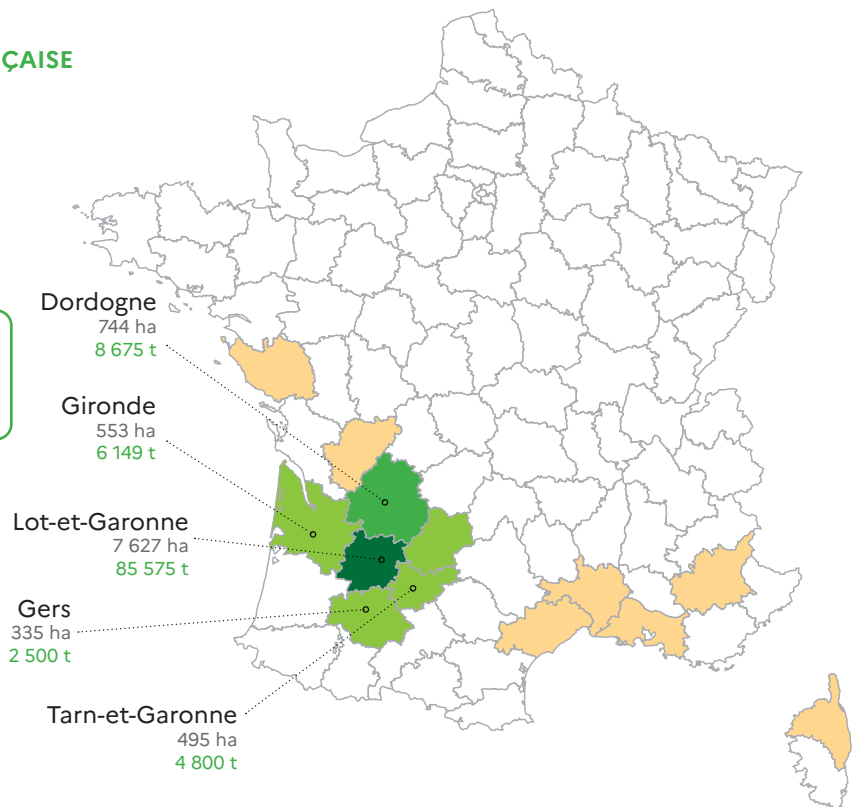 ÇAISE
Dordogne
744 ha
8 675 t
Gironde
553 ha
6 149 t
Lot-et-Garonne
7 627 ha
85 575 t
Gers
335 ha
2 500 t
Tarn-et-Garonne
495 ha
4 800 t